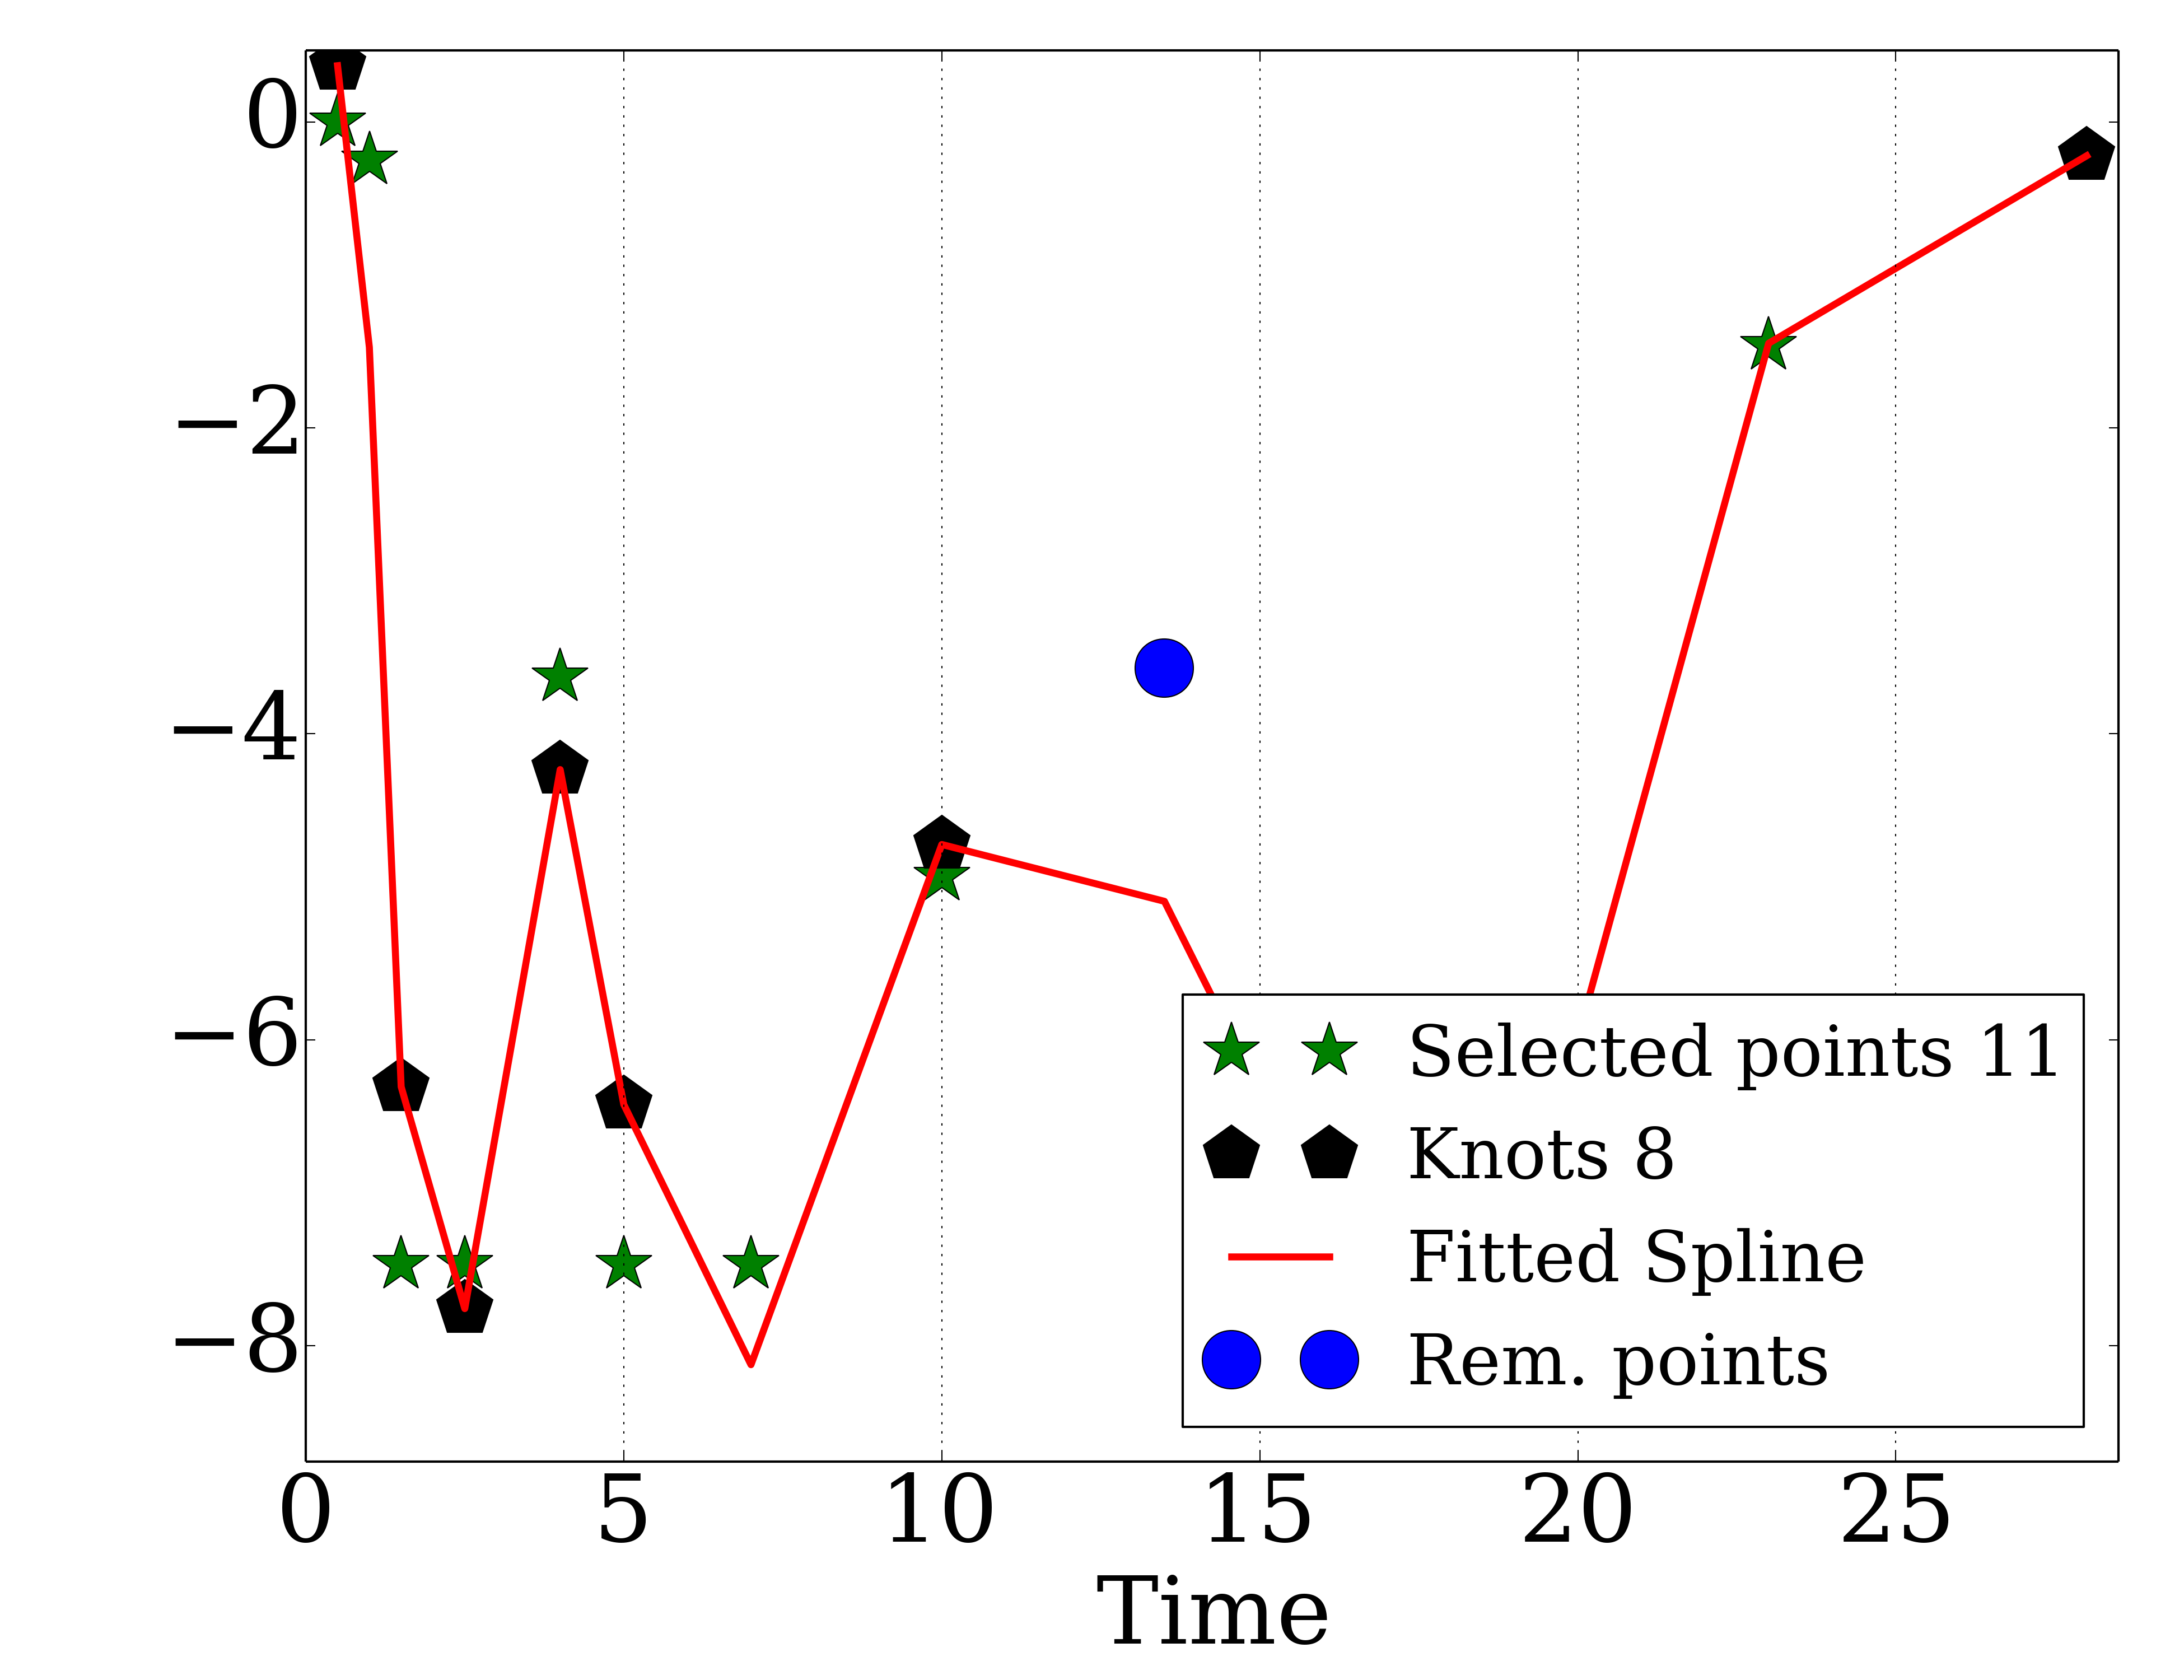 0
−2
−4
−6
−8
0 5 10 15 20 25
Time
Selected points 11
Knots 8
Fitted Spline
Rem. points